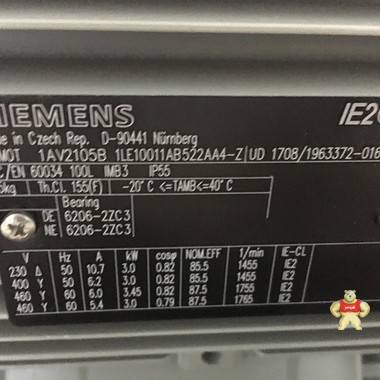 SIEMENS IE2
e in Czech Rep. D-90441 Nürnberg
MOT 1AV2105B 1LE10011AB522AA4-Z UD 1708/1963372-016
C/EN 60034 100L IMB3 IP55
kg Th.Cl. 155(F) -20°C <=TAMB<=40°C
Bearing
DE 6206-2ZC3
NE 6206-2ZC3
V Hz A kW cosφ NOM.EFF 1/min IE-CL
230 Δ 50 10.7 3.0 0.82 85.5 1455 IE2
400 Y 50 6.2 3.0 0.82 85.5 1455 IE2
460 Y 60 6.0 3.45 0.82 87.5 1755 IE2
460 Y 60 5.4 3.0 0.79 87.5 1765 IE2